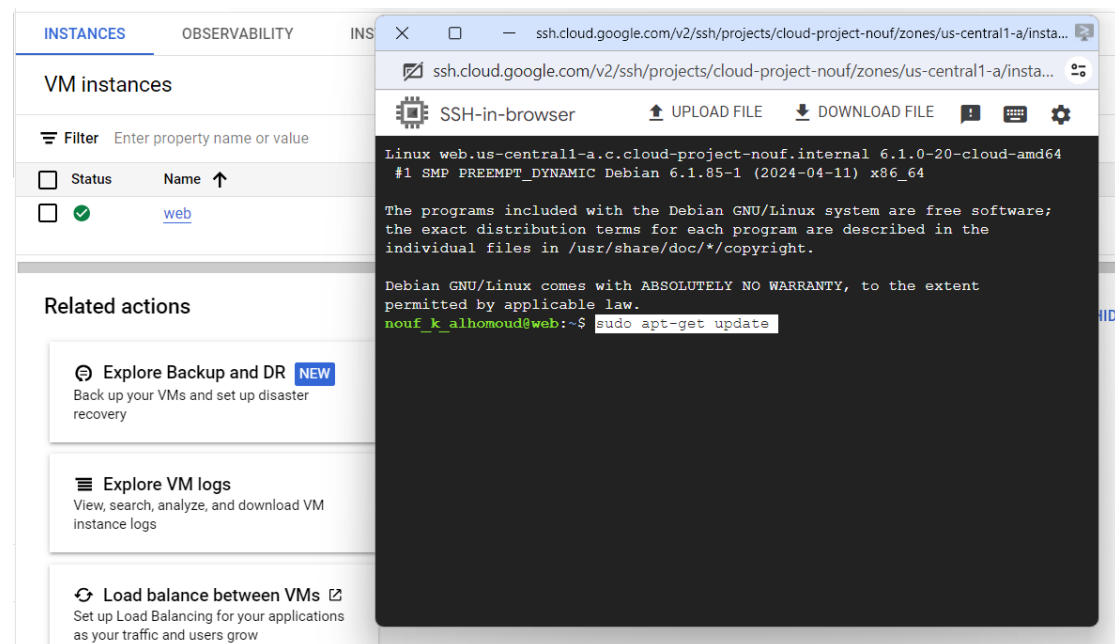 INSTANCES
OBSERVABILITY
INS
VM instances
Filter Enter property name or value
Status Name
web
Related actions
Explore Backup and DR NEW
Back up your VMs and set up disaster
recovery
Explore VM logs
View, search, analyze, and download VM
instance logs
Load balance between VMs
Set up Load Balancing for your applications
as your traffic and users grow
ssh.cloud.google.com/v2/ssh/projects/cloud-project-nouf/zones/us-central1-a/insta...
ssh.cloud.google.com/v2/ssh/projects/cloud-project-nouf/zones/us-central1-a/insta...
SSH-in-browser
UPLOAD FILE
DOWNLOAD FILE
Linux web.us-central1-a.c.cloud-project-nouf.internal 6.1.0-20-cloud-amd64
#1 SMP PREEMPT_DYNAMIC Debian 6.1.85-1 (2024-04-11) x86_64
The programs included with the Debian GNU/Linux system are free software;
the exact distribution terms for each program are described in the
individual files in /usr/share/doc/*/copyright.
Debian GNU/Linux comes with ABSOLUTELY NO WARRANTY, to the extent
permitted by applicable law.
nouf_k_alhomoud@web:~$ sudo apt-get update
HID